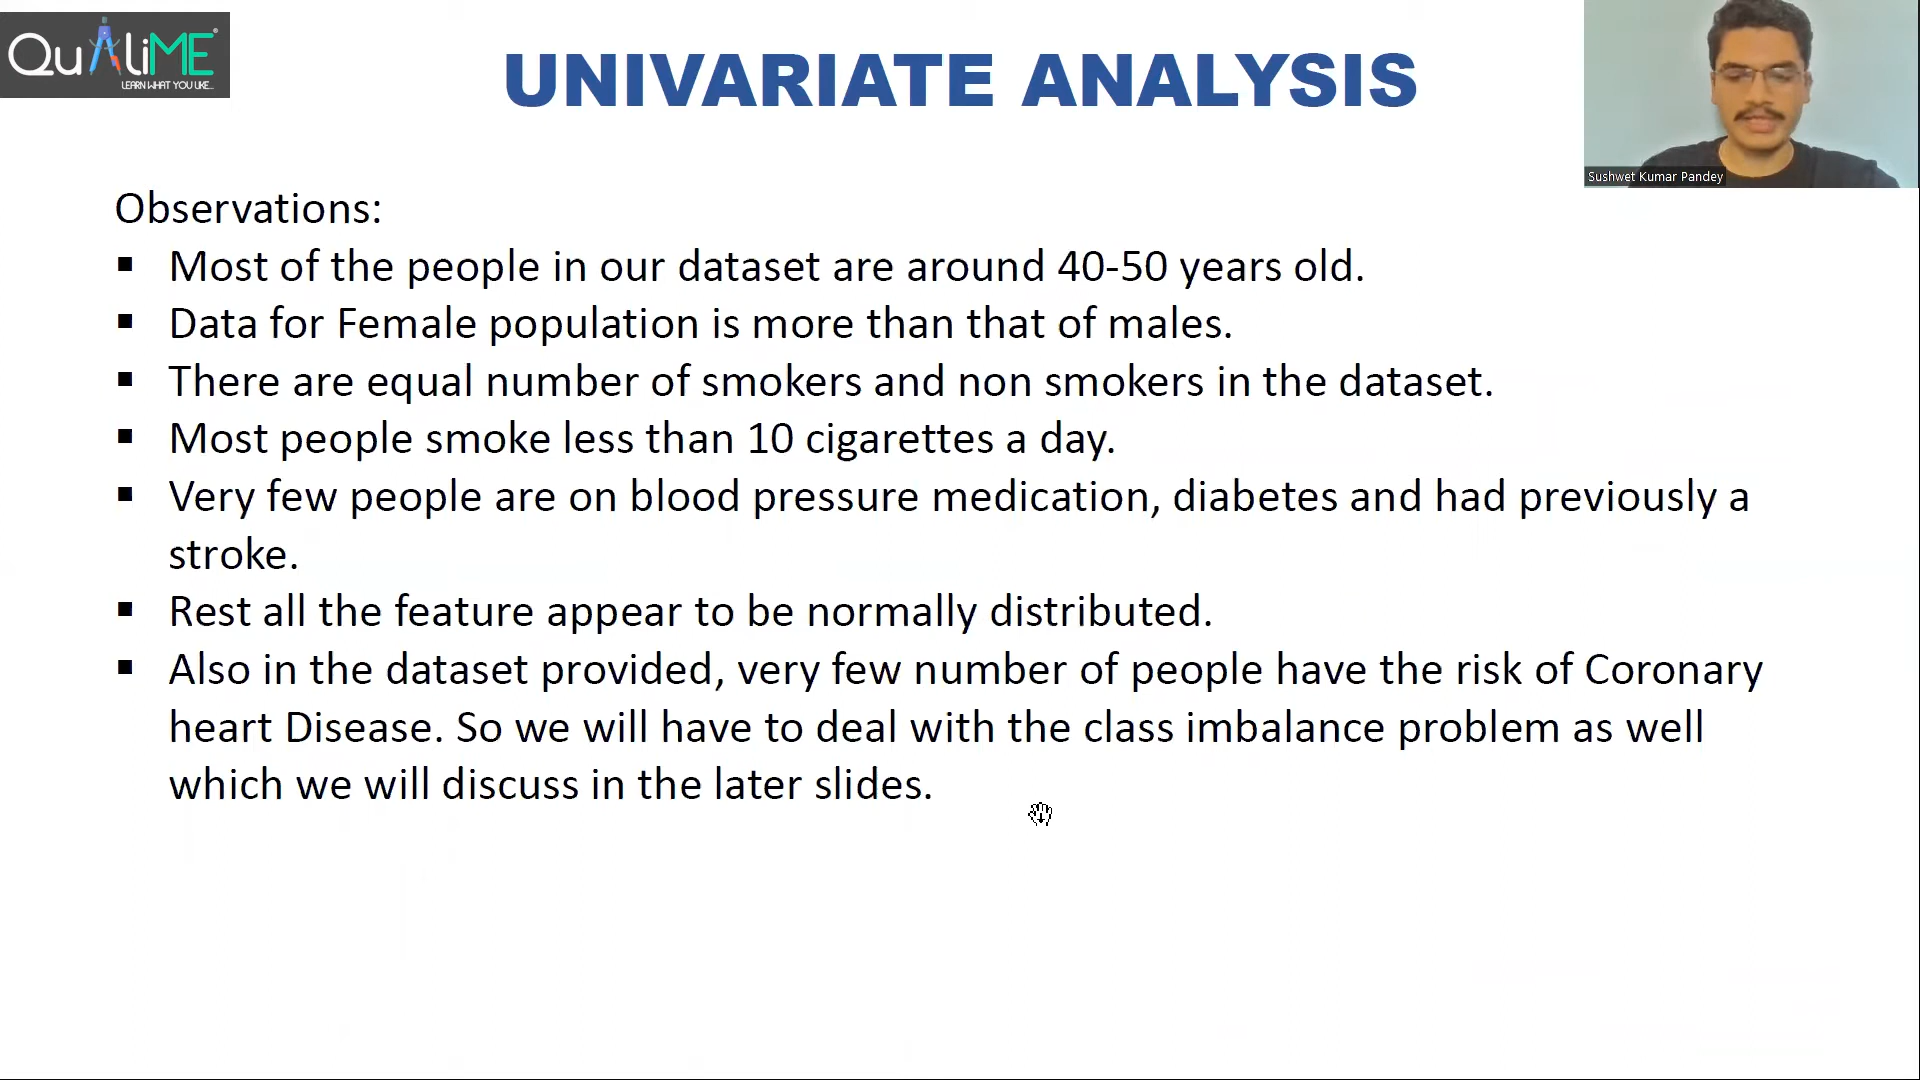 QuAliME
LEARN WHAT YOU LIKE...
UNIVARIATE ANALYSIS
Sushwet Kumar Pandey
Observations:
▪ Most of the people in our dataset are around 40-50 years old.
▪ Data for Female population is more than that of males.
▪ There are equal number of smokers and non smokers in the dataset.
▪ Most people smoke less than 10 cigarettes a day.
▪ Very few people are on blood pressure medication, diabetes and had previously a
stroke.
▪ Rest all the feature appear to be normally distributed.
▪ Also in the dataset provided, very few number of people have the risk of Coronary
heart Disease. So we will have to deal with the class imbalance problem as well
which we will discuss in the later slides.